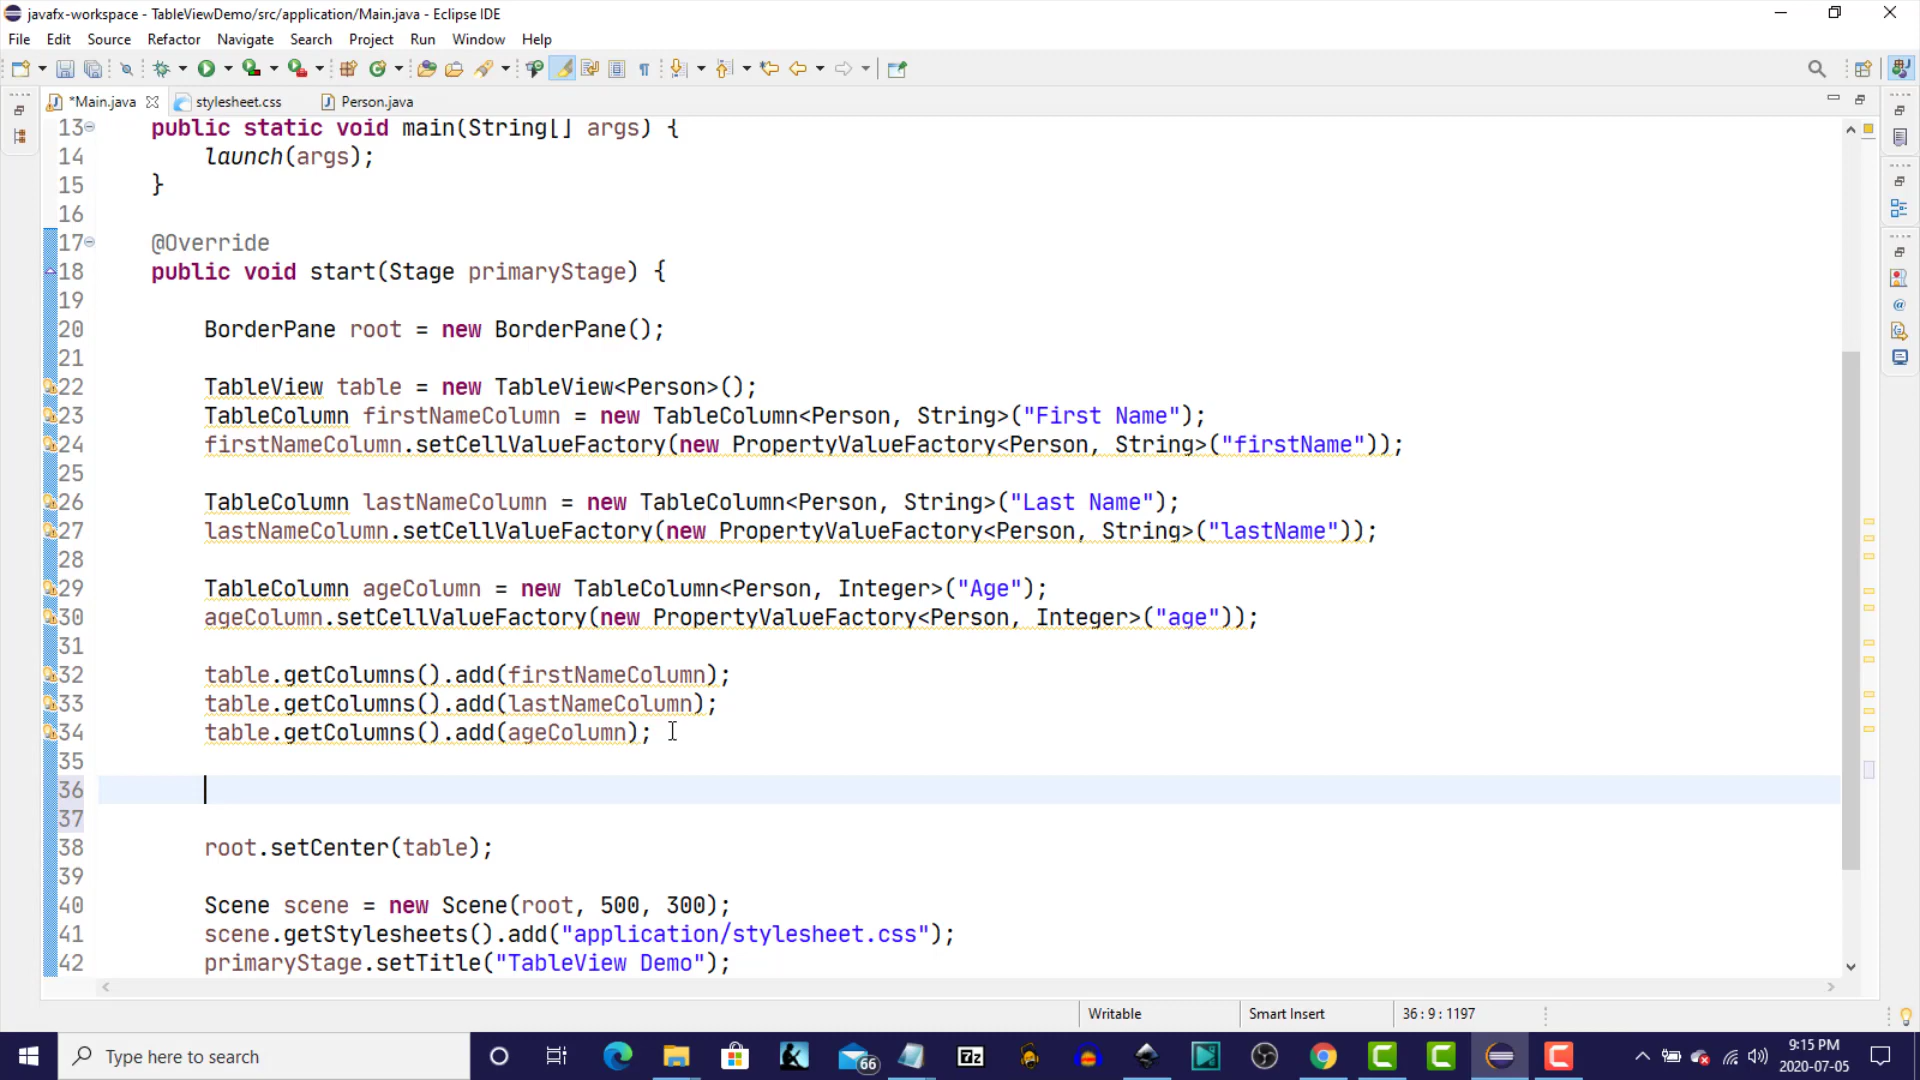 javafx-workspace - TableViewDemo/src/application/Main.java - Eclipse IDE
File Edit Source Refactor Navigate Search Project Run Window Help
*Main.java stylesheet.css Person.java
13 public static void main(String[] args) {
14 launch(args);
15 }
16
17 @Override
18 public void start(Stage primaryStage) {
19
20 BorderPane root = new BorderPane();
21
22 TableView table = new TableView<Person>();
23 TableColumn firstNameColumn = new TableColumn<Person, String>("First Name");
24 firstNameColumn.setCellValueFactory(new PropertyValueFactory<Person, String>("firstName"));
25
26 TableColumn lastNameColumn = new TableColumn<Person, String>("Last Name");
27 lastNameColumn.setCellValueFactory(new PropertyValueFactory<Person, String>("lastName"));
28
29 TableColumn ageColumn = new TableColumn<Person, Integer>("Age");
30 ageColumn.setCellValueFactory(new PropertyValueFactory<Person, Integer>("age"));
31
32 table.getColumns().add(firstNameColumn);
33 table.getColumns().add(lastNameColumn);
34 table.getColumns().add(ageColumn);
35
36
37
38 root.setCenter(table);
39
40 Scene scene = new Scene(root, 500, 300);
41 scene.getStylesheets().add("application/stylesheet.css");
42 primaryStage.setTitle("TableView Demo");
Writable Smart Insert 36 : 9 : 1197
Type here to search 66 7z 9:15 PM
2020-07-05